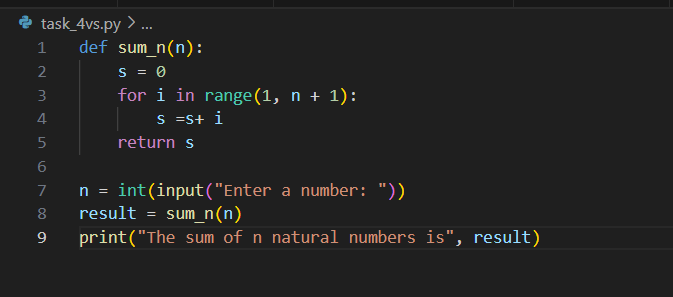 task_4vs.py > ...
1 def sum_n(n):
2     s = 0
3     for i in range(1, n + 1):
4         s =s+ i
5     return s
6
7 n = int(input("Enter a number: "))
8 result = sum_n(n)
9 print("The sum of n natural numbers is", result)